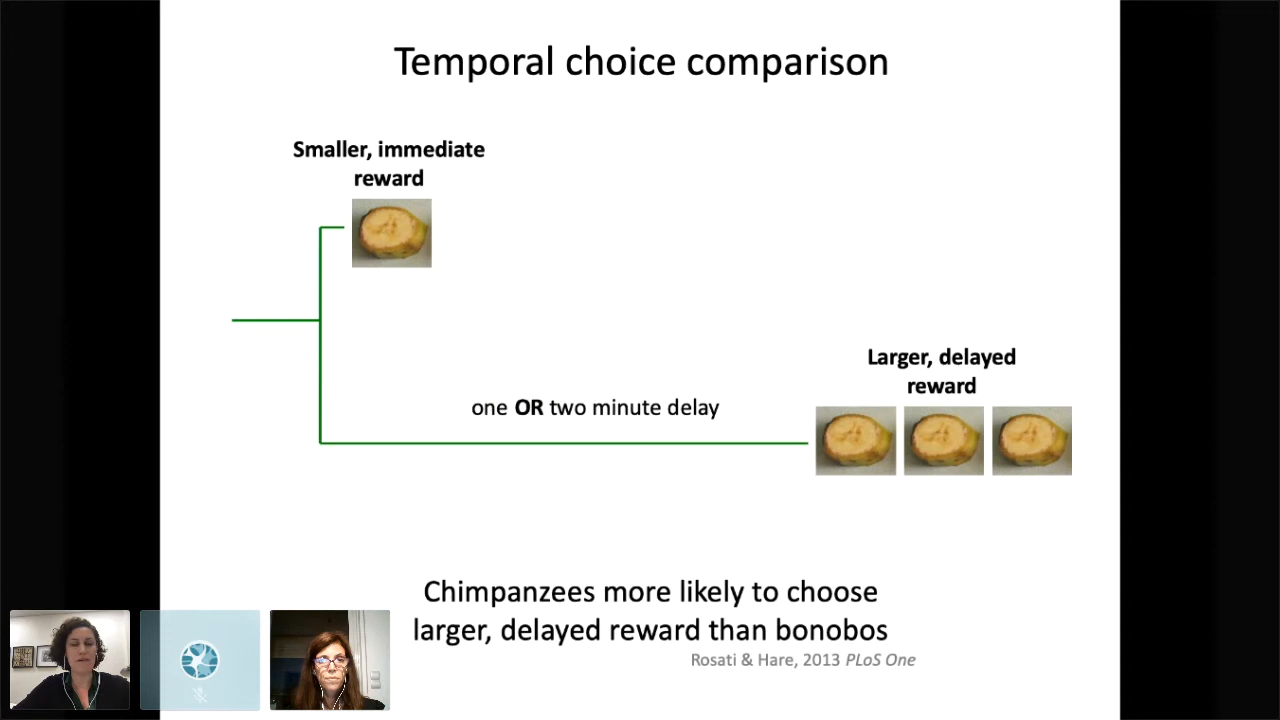 Temporal choice comparison
Smaller, immediate
reward
Larger, delayed
reward
one OR two minute delay
Chimpanzees more likely to choose
larger, delayed reward than bonobos
Rosati & Hare, 2013 PLoS One